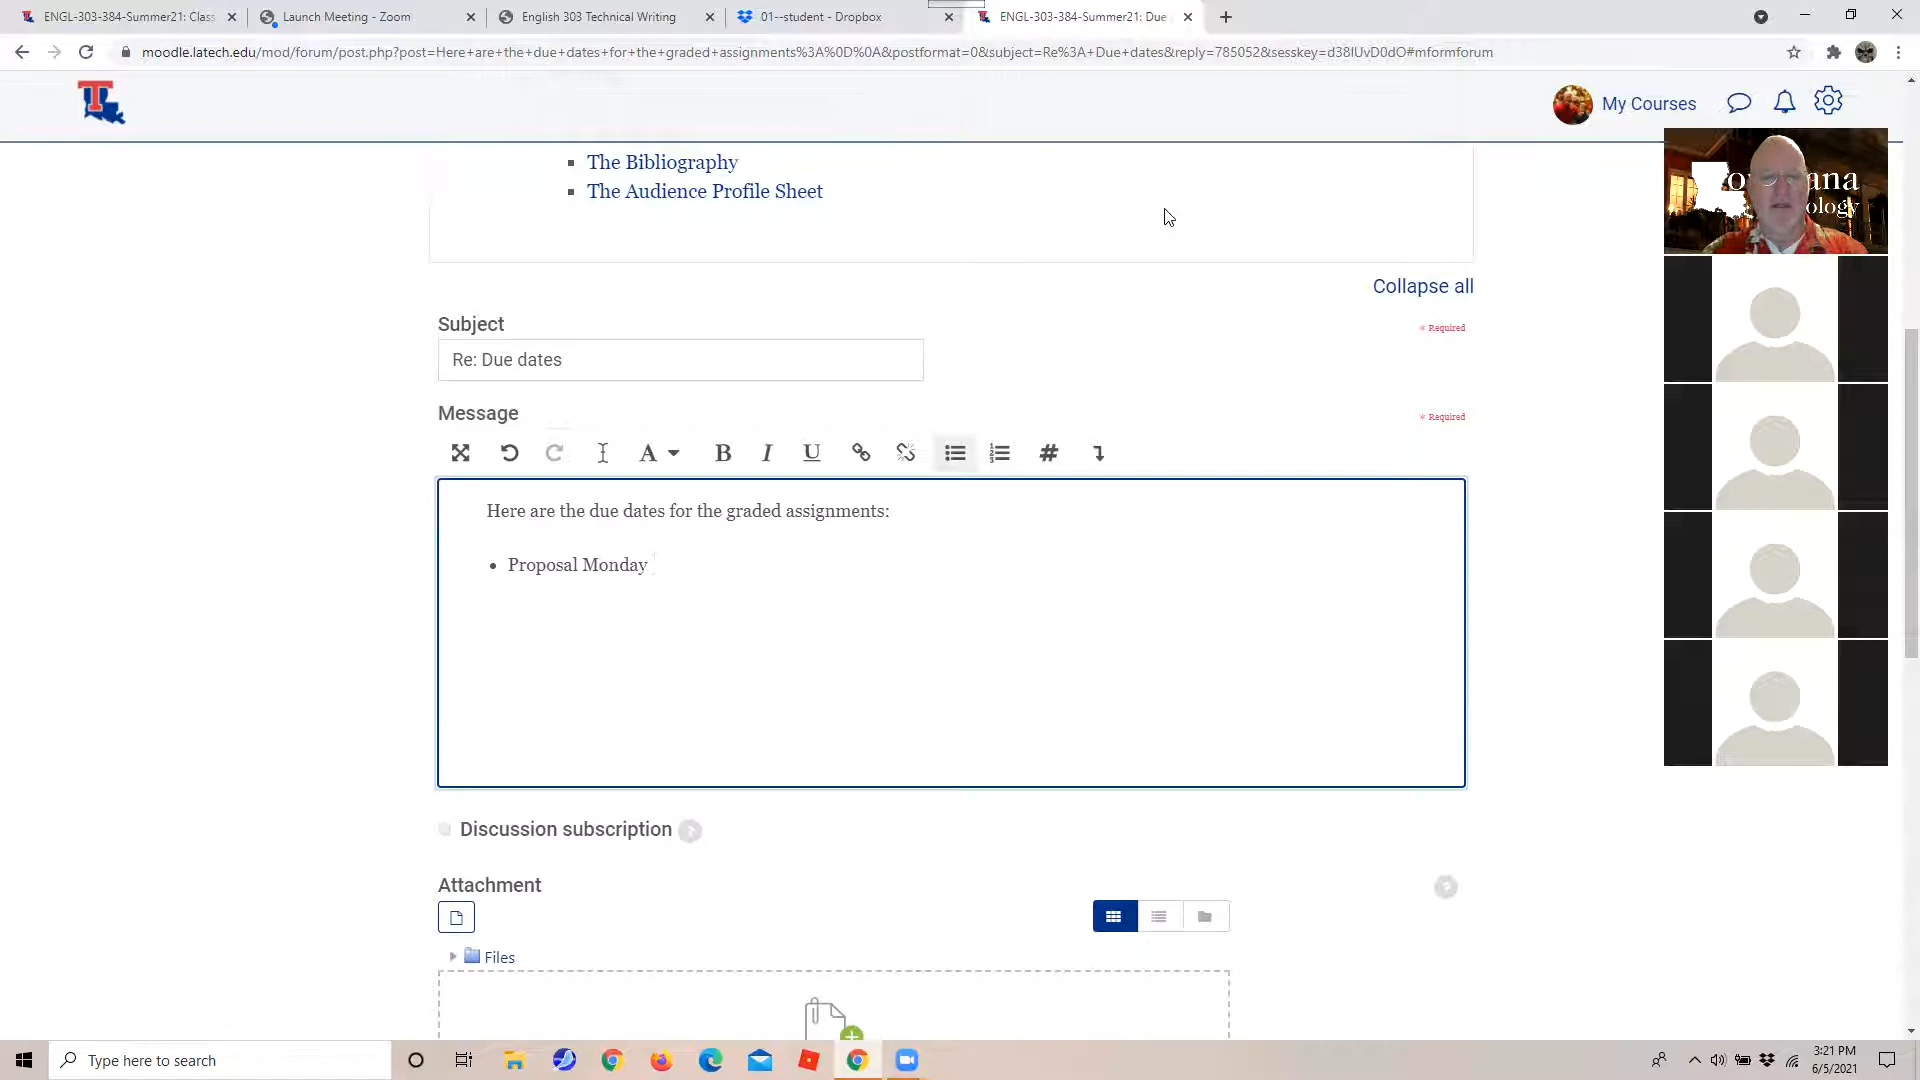 ENGL-303-384-Summer21: Class
Launch Meeting - Zoom
English 303 Technical Writing
01--student - Dropbox
ENGL-303-384-Summer21: Due
moodle.latech.edu/mod/forum/post.php?post=Here+are+the+due+dates+for+the+graded+assignments%3A%0D%0A&postformat=0&subject=Re%3A+Due+dates&reply=785052&sesskey=d38IUvD0dO#mformforum
My Courses
The Bibliography
The Audience Profile Sheet
ana
ology
Collapse all
Subject
Required
Re: Due dates
Message
Required
A B I U #
Here are the due dates for the graded assignments:
Proposal Monday
Discussion subscription ?
Attachment ?
Files
Type here to search
3:21 PM
6/5/2021